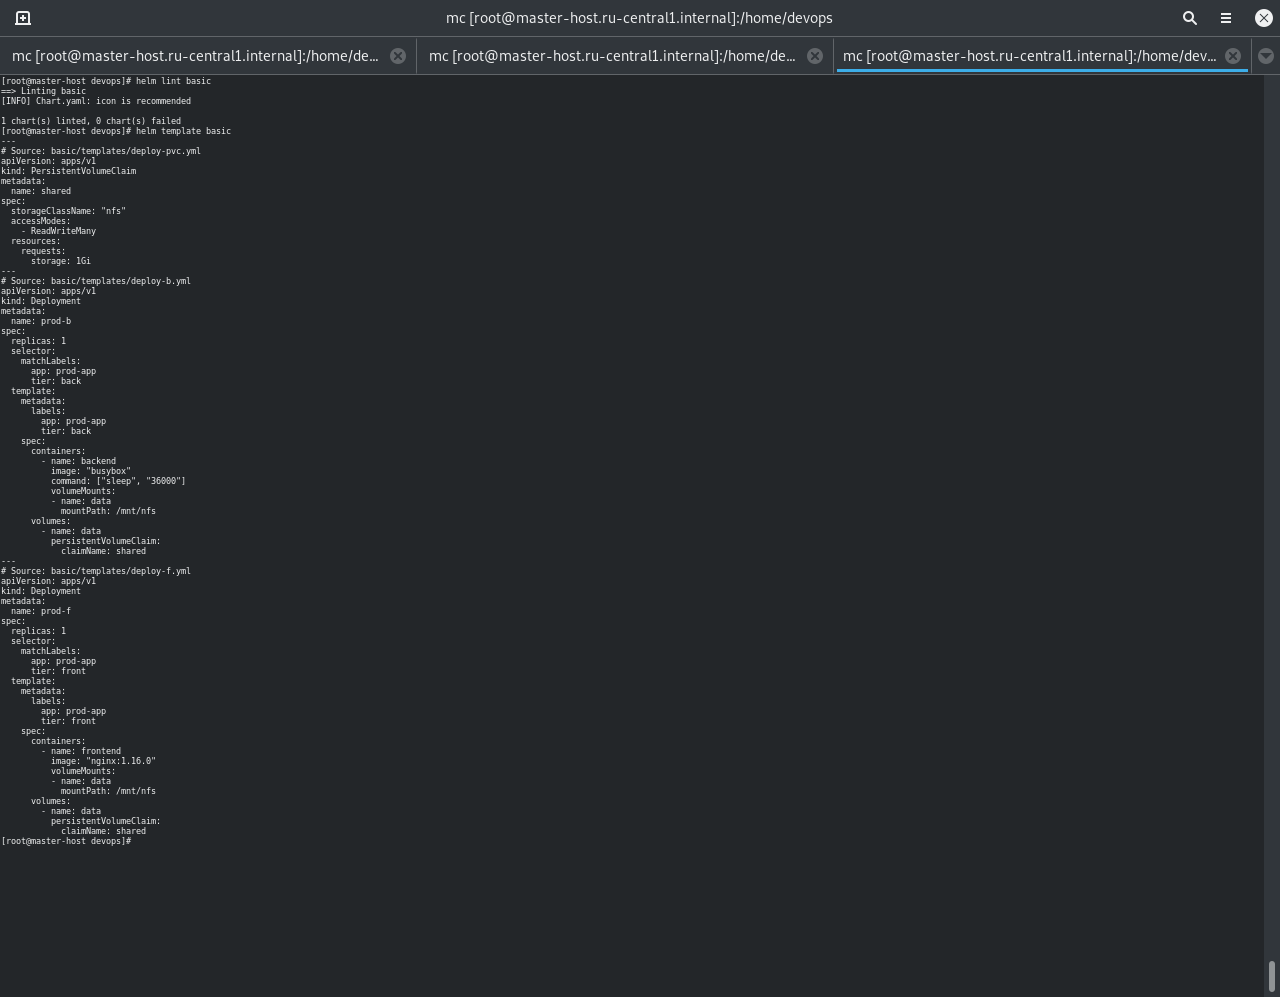 mc [root@master-host.ru-central1.internal]:/home/devops
mc [root@master-host.ru-central1.internal]:/home/de...
mc [root@master-host.ru-central1.internal]:/home/de...
mc [root@master-host.ru-central1.internal]:/home/dev...
[root@master-host devops]# helm lint basic
==> Linting basic
[INFO] Chart.yaml: icon is recommended

1 chart(s) linted, 0 chart(s) failed
[root@master-host devops]# helm template basic
---
# Source: basic/templates/deploy-pvc.yml
apiVersion: apps/v1
kind: PersistentVolumeClaim
metadata:
  name: shared
spec:
  storageClassName: "nfs"
  accessModes:
    - ReadWriteMany
  resources:
    requests:
      storage: 1Gi
---
# Source: basic/templates/deploy-b.yml
apiVersion: apps/v1
kind: Deployment
metadata:
  name: prod-b
spec:
  replicas: 1
  selector:
    matchLabels:
      app: prod-app
      tier: back
  template:
    metadata:
      labels:
        app: prod-app
        tier: back
    spec:
      containers:
        - name: backend
          image: "busybox"
          command: ["sleep", "36000"]
          volumeMounts:
          - name: data
            mountPath: /mnt/nfs
      volumes:
        - name: data
          persistentVolumeClaim:
            claimName: shared
---
# Source: basic/templates/deploy-f.yml
apiVersion: apps/v1
kind: Deployment
metadata:
  name: prod-f
spec:
  replicas: 1
  selector:
    matchLabels:
      app: prod-app
      tier: front
  template:
    metadata:
      labels:
        app: prod-app
        tier: front
    spec:
      containers:
        - name: frontend
          image: "nginx:1.16.0"
          volumeMounts:
          - name: data
            mountPath: /mnt/nfs
      volumes:
        - name: data
          persistentVolumeClaim:
            claimName: shared
[root@master-host devops]#